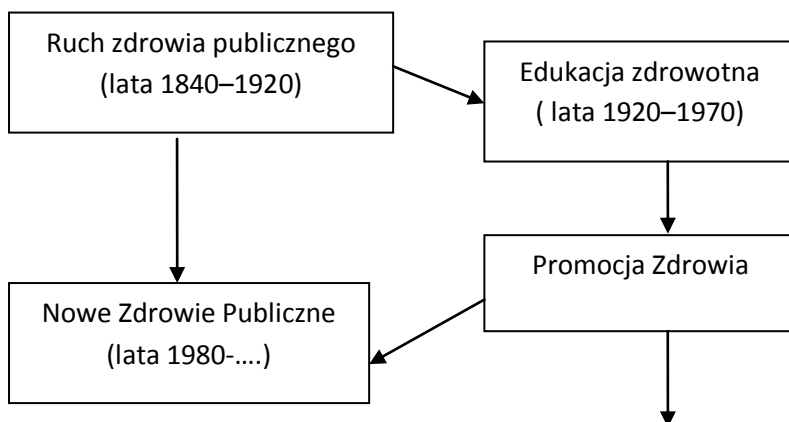 Ruch zdrowia publicznego
(lata 1840–1920)
Edukacja zdrowotna
( lata 1920–1970)
Promocja Zdrowia
Nowe Zdrowie Publiczne
(lata 1980-....)